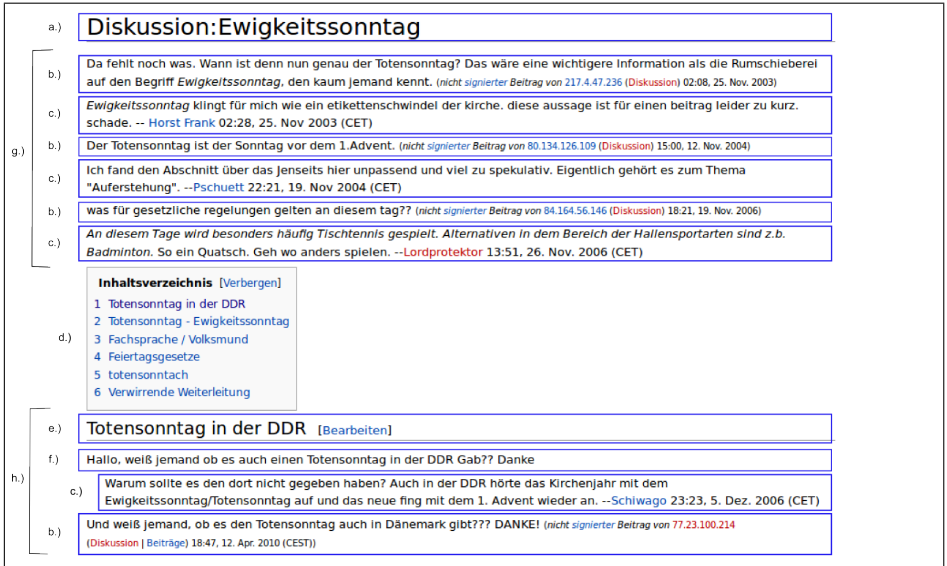 a.) Diskussion:Ewigkeitssonntag
g.)
b.) Da fehlt noch was. Wann ist denn nun genau der Totensonntag? Das wäre eine wichtigere Information als die Rumschieberei
auf den Begriff Ewigkeitssonntag, den kaum jemand kennt. (nicht signierter Beitrag von 217.4.47.236 (Diskussion) 02:08, 25. Nov. 2003)
c.) Ewigkeitssonntag klingt für mich wie ein etikettenschwindel der kirche. diese aussage ist für einen beitrag leider zu kurz.
schade. -- Horst Frank 02:28, 25. Nov 2003 (CET)
b.) Der Totensonntag ist der Sonntag vor dem 1.Advent. (nicht signierter Beitrag von 80.134.126.109 (Diskussion) 15:00, 12. Nov. 2004)
c.) Ich fand den Abschnitt über das Jenseits hier unpassend und viel zu spekulativ. Eigentlich gehört es zum Thema
"Auferstehung". --Pschuett 22:21, 19. Nov 2004 (CET)
b.) was für gesetzliche regelungen gelten an diesem tag?? (nicht signierter Beitrag von 84.164.56.146 (Diskussion) 18:21, 19. Nov. 2006)
c.) An diesem Tage wird besonders häufig Tischtennis gespielt. Alternativen in dem Bereich der Hallensportarten sind z.b.
Badminton. So ein Quatsch. Geh wo anders spielen. --Lordprotektor 13:51, 26. Nov. 2006 (CET)
d.)
Inhaltsverzeichnis [Verbergen]
1 Totensonntag in der DDR
2 Totensonntag - Ewigkeitssonntag
3 Fachsprache / Volksmund
4 Feiertagsgesetze
5 totensonntach
6 Verwirrende Weiterleitung
h.)
e.) Totensonntag in der DDR [Bearbeiten]
f.) Hallo, weiß jemand ob es auch einen Totensonntag in der DDR Gab?? Danke
c.) Warum sollte es den dort nicht gegeben haben? Auch in der DDR hörte das Kirchenjahr mit dem
Ewigkeitssonntag/Totensonntag auf und das neue fing mit dem 1. Advent wieder an. --Schiwago 23:23, 5. Dez. 2006 (CET)
b.) Und weiß jemand, ob es den Totensonntag auch in Dänemark gibt??? DANKE! (nicht signierter Beitrag von 77.23.100.214
(Diskussion | Beiträge) 18:47, 12. Apr. 2010 (CEST))